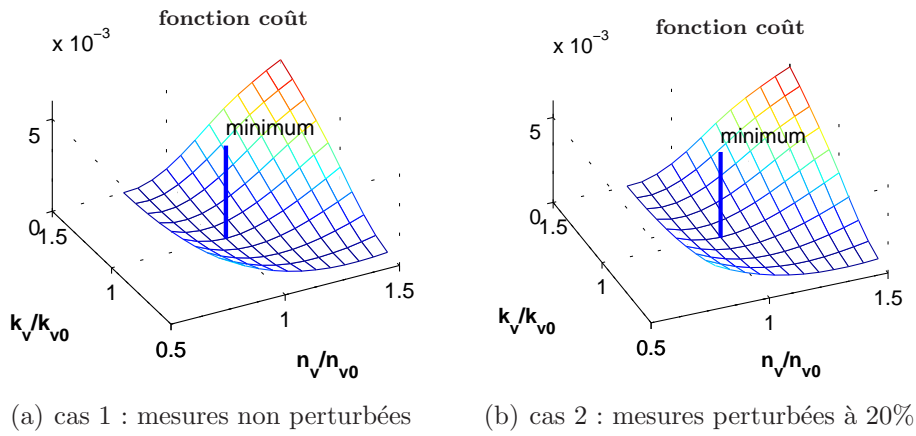 fonction coût
x 10⁻³
5
0
1.5
1
0.5
k_v/k_v0
minimum
1
1.5
n_v/n_v0
(a) cas 1 : mesures non perturbées
fonction coût
x 10⁻³
5
0
1.5
1
0.5
k_v/k_v0
minimum
1
1.5
n_v/n_v0
(b) cas 2 : mesures perturbées à 20%